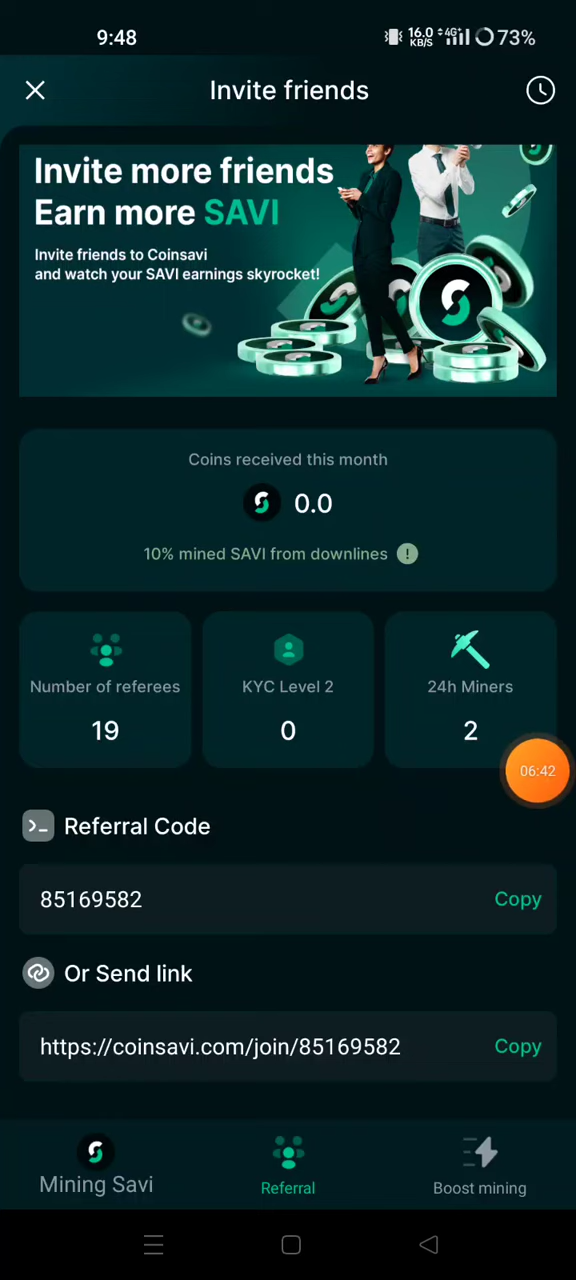 9:48
16.0 KB/S 4G+ 73%
Invite friends
Invite more friends
Earn more SAVI
Invite friends to Coinsavi
and watch your SAVI earnings skyrocket!
Coins received this month
0.0
10% mined SAVI from downlines !
Number of referees
19
KYC Level 2
0
24h Miners
2
06:42
Referral Code
85169582 Copy
Or Send link
https://coinsavi.com/join/85169582 Copy
Mining Savi
Referral
Boost mining